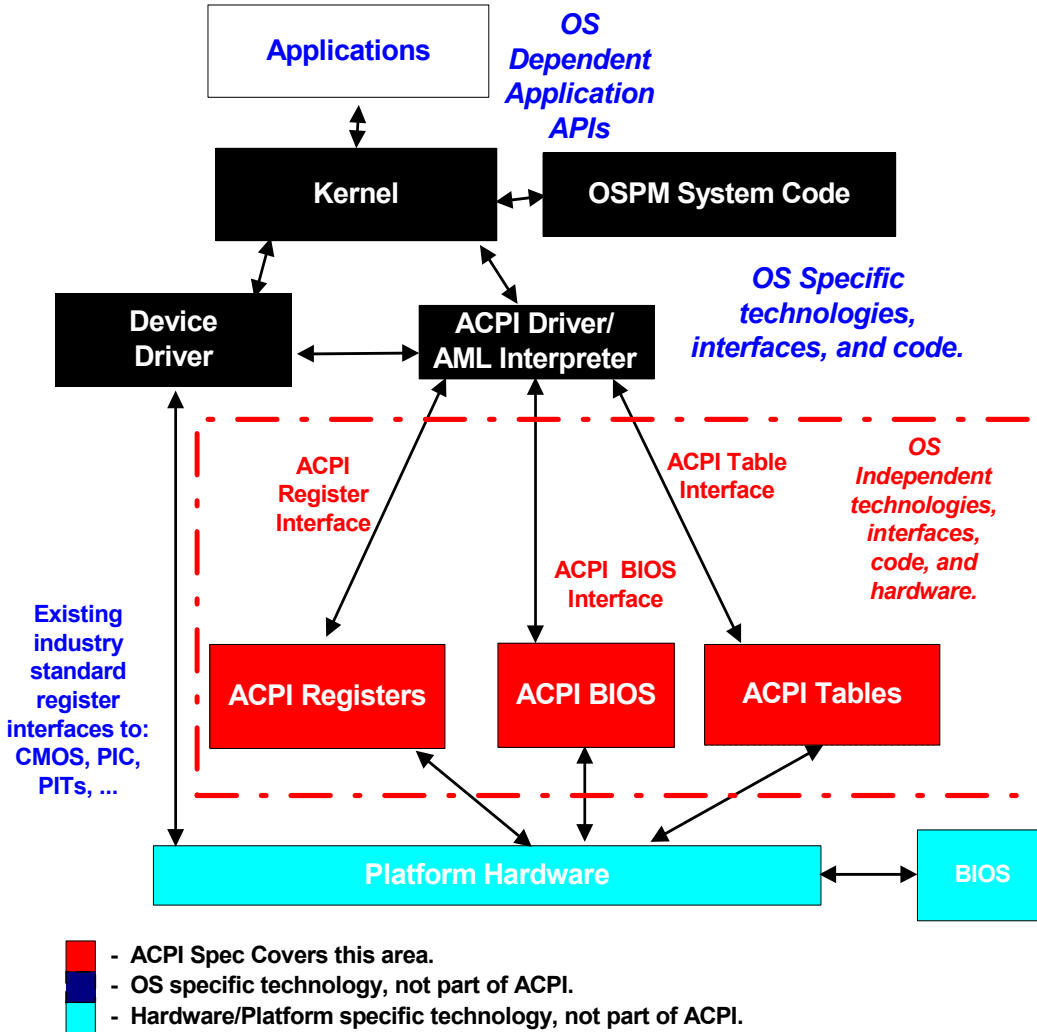 Applications
OS
Dependent
Application
APIs
Kernel
OSPM System Code
OS Specific
technologies,
interfaces, and code.
Device
Driver
ACPI Driver/
AML Interpreter
ACPI
Register
Interface
ACPI Table
Interface
OS
Independent
technologies,
interfaces,
code, and
hardware.
ACPI BIOS
Interface
Existing
industry
standard
register
interfaces to:
CMOS, PIC,
PITs, ...
ACPI Registers
ACPI BIOS
ACPI Tables
Platform Hardware
BIOS
- ACPI Spec Covers this area.
- OS specific technology, not part of ACPI.
- Hardware/Platform specific technology, not part of ACPI.